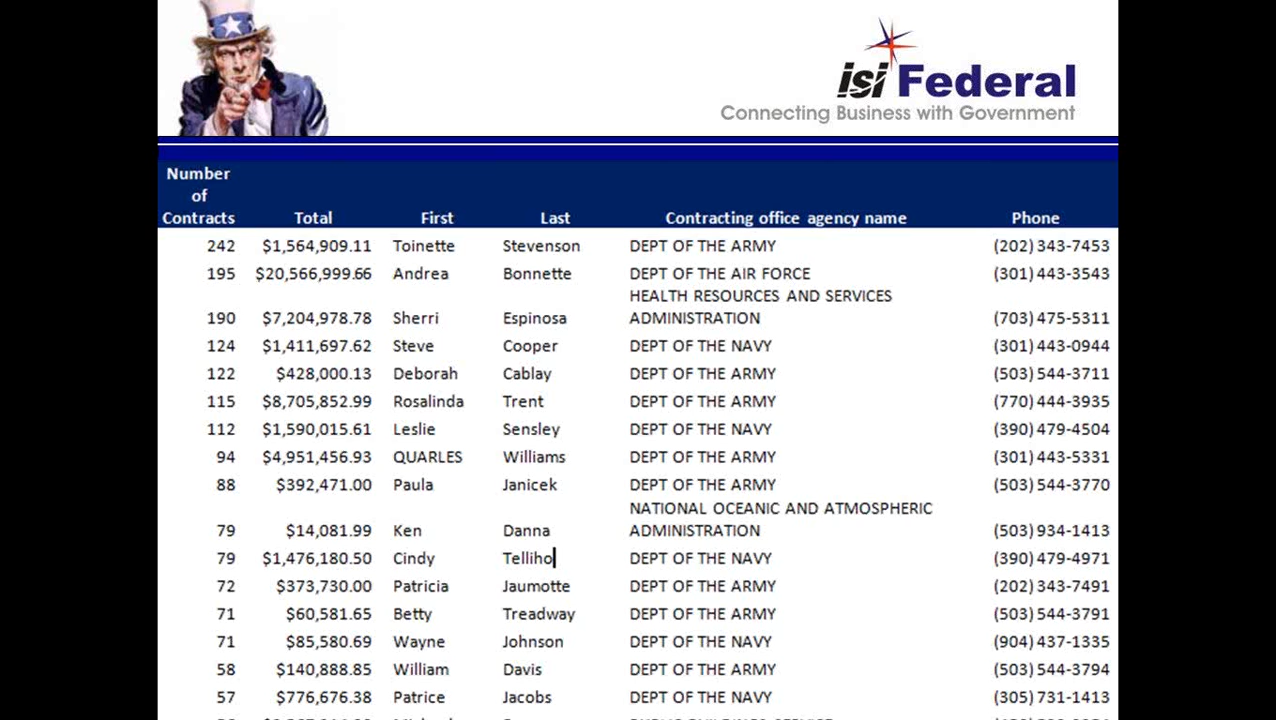 isi Federal
Connecting Business with Government
Number of Contracts Total First Last Contracting office agency name Phone
242 $1,564,909.11 Toinette Stevenson DEPT OF THE ARMY (202) 343-7453
195 $20,566,999.66 Andrea Bonnette DEPT OF THE AIR FORCE (301) 443-3543
190 $7,204,978.78 Sherri Espinosa HEALTH RESOURCES AND SERVICES ADMINISTRATION (703) 475-5311
124 $1,411,697.62 Steve Cooper DEPT OF THE NAVY (301) 443-0944
122 $428,000.13 Deborah Cablay DEPT OF THE ARMY (503) 544-3711
115 $8,705,852.99 Rosalinda Trent DEPT OF THE ARMY (770) 444-3935
112 $1,590,015.61 Leslie Sensley DEPT OF THE NAVY (390) 479-4504
94 $4,951,456.93 QUARLES Williams DEPT OF THE ARMY (301) 443-5331
88 $392,471.00 Paula Janicek DEPT OF THE ARMY (503) 544-3770
79 $14,081.99 Ken Danna NATIONAL OCEANIC AND ATMOSPHERIC ADMINISTRATION (503) 934-1413
79 $1,476,180.50 Cindy Telliho DEPT OF THE NAVY (390) 479-4971
72 $373,730.00 Patricia Jaumotte DEPT OF THE ARMY (202) 343-7491
71 $60,581.65 Betty Treadway DEPT OF THE ARMY (503) 544-3791
71 $85,580.69 Wayne Johnson DEPT OF THE NAVY (904) 437-1335
58 $140,888.85 William Davis DEPT OF THE ARMY (503) 544-3794
57 $776,676.38 Patrice Jacobs DEPT OF THE NAVY (305) 731-1413